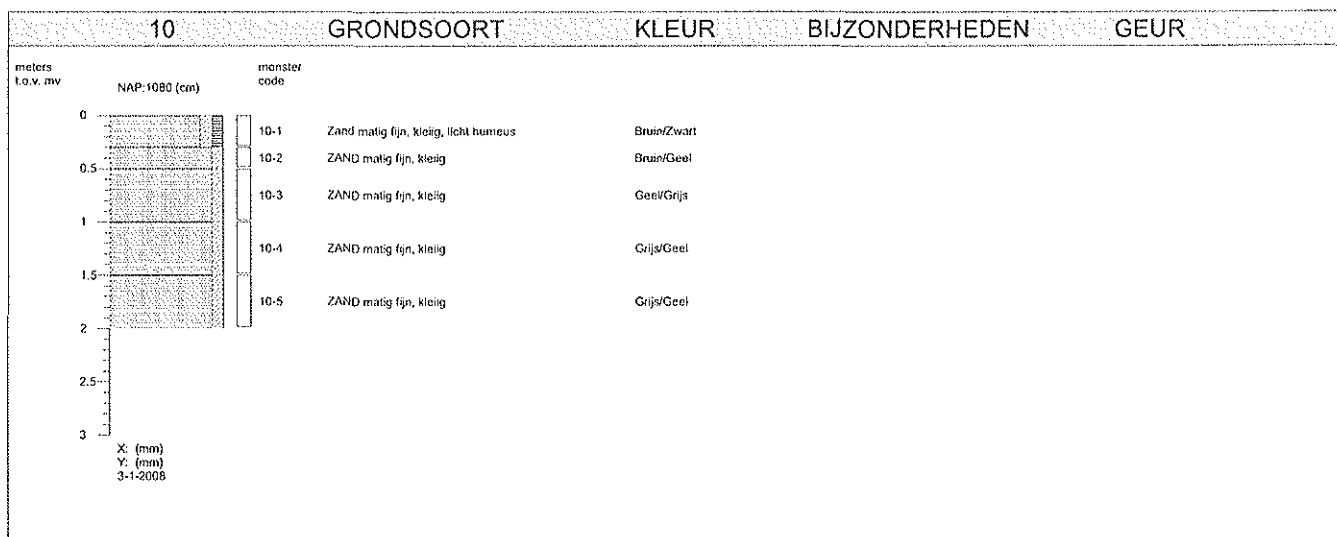 10 GRONDSOORT KLEUR BIJZONDERHEDEN GEUR
meters
t.o.v. mv
NAP:1080 (cm)
monster
code
0
10-1 Zand matig fijn, kleiig, licht humeus Bruin/Zwart
10-2 ZAND matig fijn, kleiig Bruin/Geel
0.5
10-3 ZAND matig fijn, kleiig Geel/Grijs
1
10-4 ZAND matig fijn, kleiig Grijs/Geel
1.5
10-5 ZAND matig fijn, kleiig Grijs/Geel
2
2.5
3
X: (mm)
Y: (mm)
3-1-2008